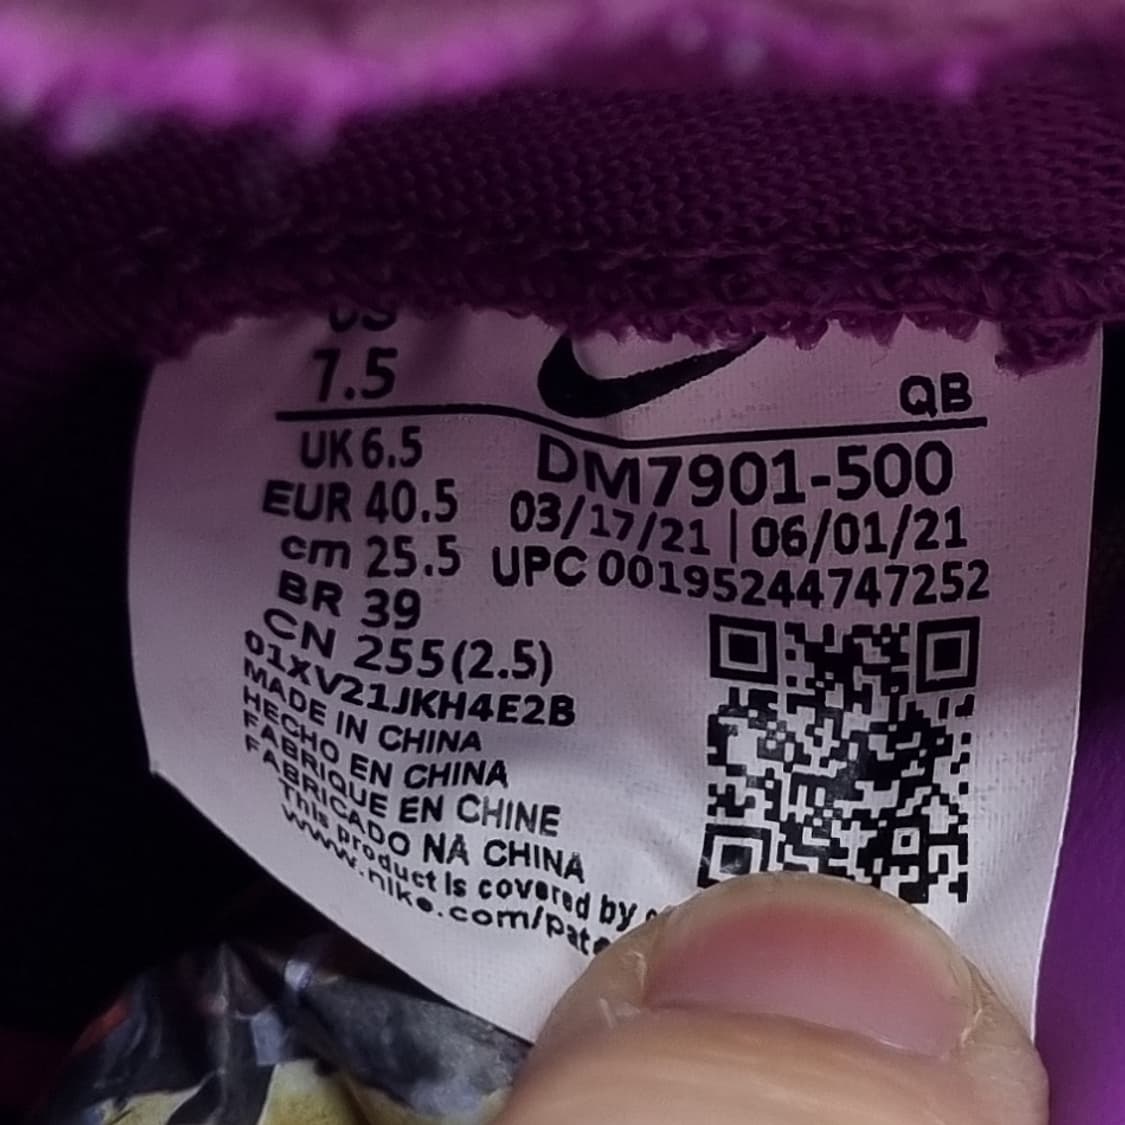 US
7.5
QB
UK 6.5
DM7901-500
EUR 40.5
03/17/21 | 06/01/21
cm 25.5
UPC 00195244747252
BR 39
CN 255(2.5)
01XV21JKH4E2B
MADE IN CHINA
HECHO EN CHINA
FABRIQUE EN CHINE
FABRICADO NA CHINA
This product is covered by
www.nike.com/pate